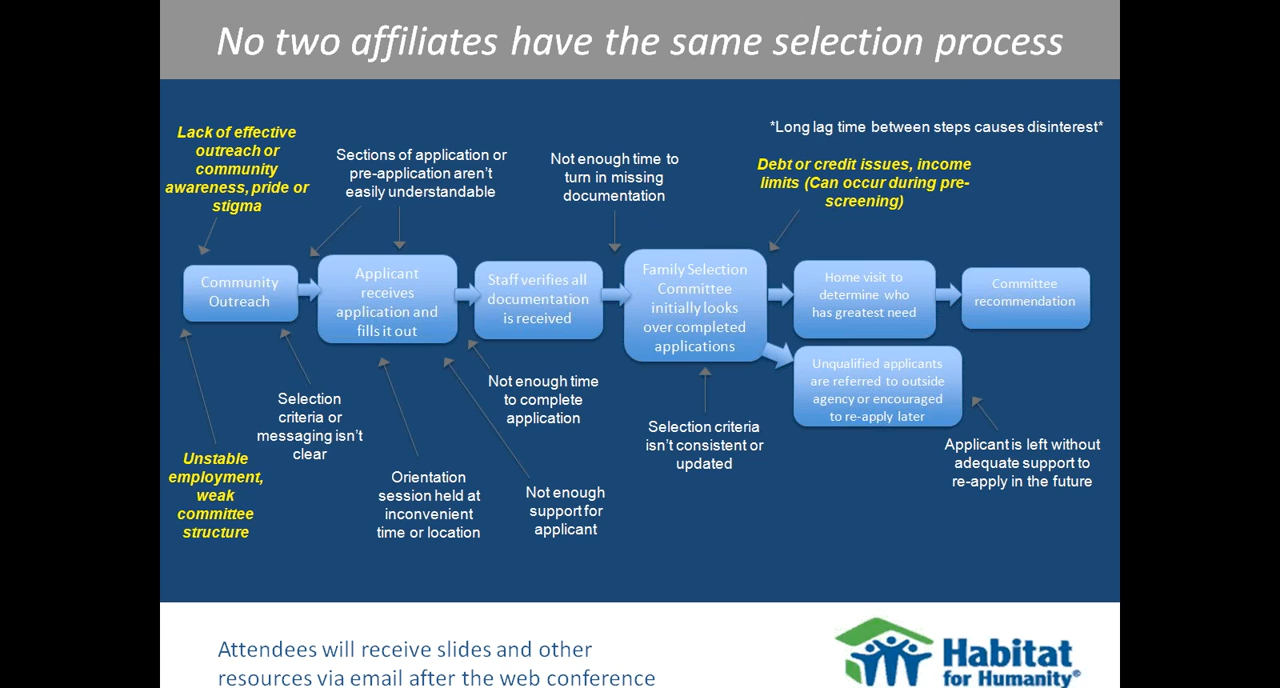 No two affiliates have the same selection process
*Long lag time between steps causes disinterest*
Lack of effective
outreach or
community
awareness, pride or
stigma
Sections of application or
pre-application aren't
easily understandable
Not enough time to
turn in missing
documentation
Debt or credit issues, income
limits (Can occur during pre-
screening)
Community
Outreach
Applicant
receives
application and
fills it out
Staff verifies all
documentation
is received
Family Selection
Committee
initially looks
over completed
applications
Home visit to
determine who
has greatest need
Committee
recommendation
Unqualified applicants
are referred to outside
agency or encouraged
to re-apply later
Selection
criteria or
messaging isn't
clear
Not enough time
to complete
application
Selection criteria
isn't consistent or
updated
Applicant is left without
adequate support to
re-apply in the future
Unstable
employment,
weak
committee
structure
Orientation
session held at
inconvenient
time or location
Not enough
support for
applicant
Attendees will receive slides and other
resources via email after the web conference
Habitat
for Humanity®